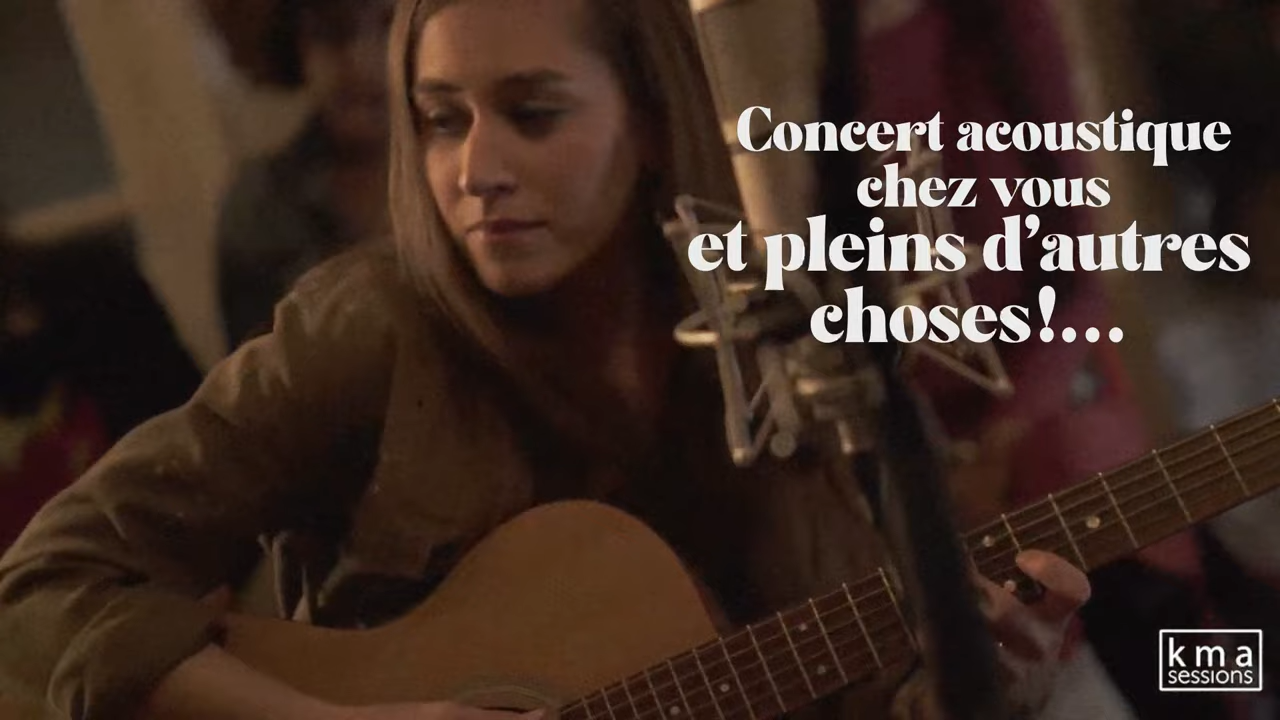 Concert acoustique
chez vous
et pleins d'autres
choses!...
kma
sessions